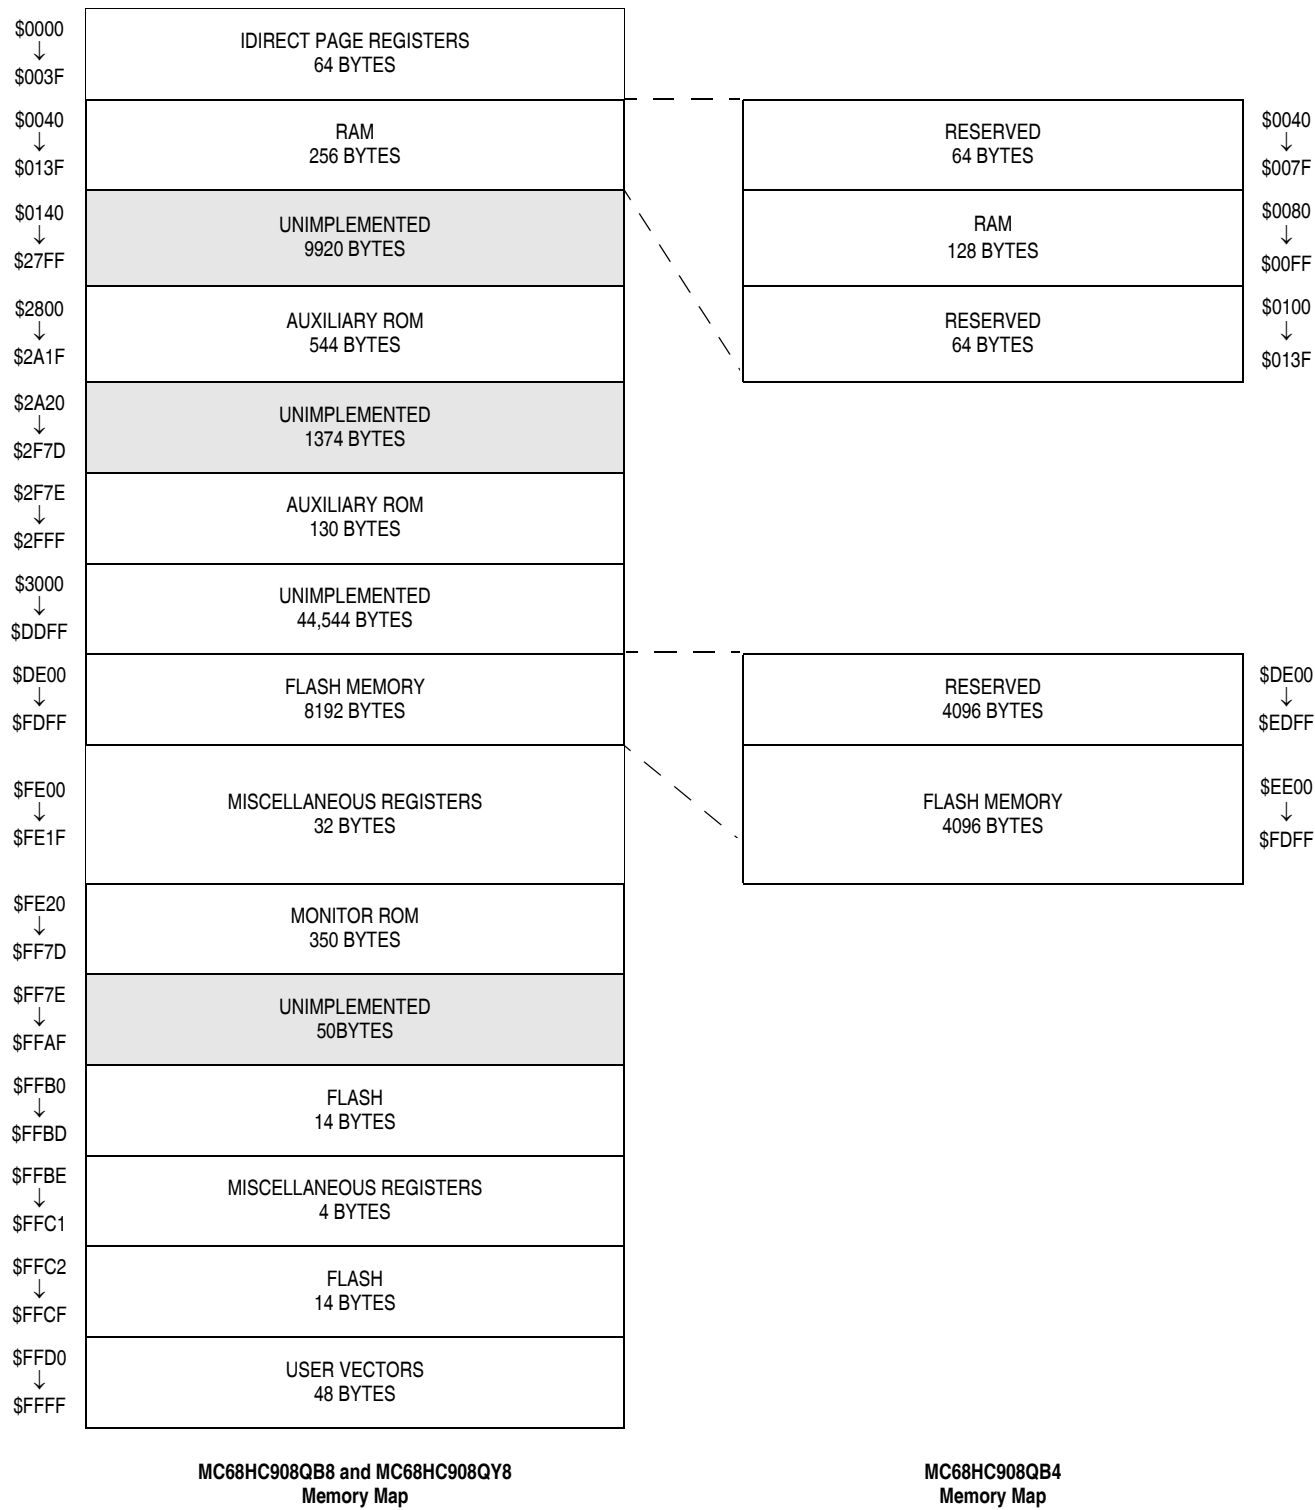 $0000
↓
$003F
IDIRECT PAGE REGISTERS
64 BYTES
$0040
↓
$013F
RAM
256 BYTES
$0140
↓
$27FF
UNIMPLEMENTED
9920 BYTES
$2800
↓
$2A1F
AUXILIARY ROM
544 BYTES
$2A20
↓
$2F7D
UNIMPLEMENTED
1374 BYTES
$2F7E
↓
$2FFF
AUXILIARY ROM
130 BYTES
$3000
↓
$DDFF
UNIMPLEMENTED
44,544 BYTES
$DE00
↓
$FDFF
FLASH MEMORY
8192 BYTES
$FE00
↓
$FE1F
MISCELLANEOUS REGISTERS
32 BYTES
$FE20
↓
$FF7D
MONITOR ROM
350 BYTES
$FF7E
↓
$FFAF
UNIMPLEMENTED
50BYTES
$FFB0
↓
$FFBD
FLASH
14 BYTES
$FFBE
↓
$FFC1
MISCELLANEOUS REGISTERS
4 BYTES
$FFC2
↓
$FFCF
FLASH
14 BYTES
$FFD0
↓
$FFFF
USER VECTORS
48 BYTES
MC68HC908QB8 and MC68HC908QY8
Memory Map
RESERVED
64 BYTES
$0040
↓
$007F
RAM
128 BYTES
$0080
↓
$00FF
RESERVED
64 BYTES
$0100
↓
$013F
RESERVED
4096 BYTES
$DE00
↓
$EDFF
FLASH MEMORY
4096 BYTES
$EE00
↓
$FDFF
MC68HC908QB4
Memory Map